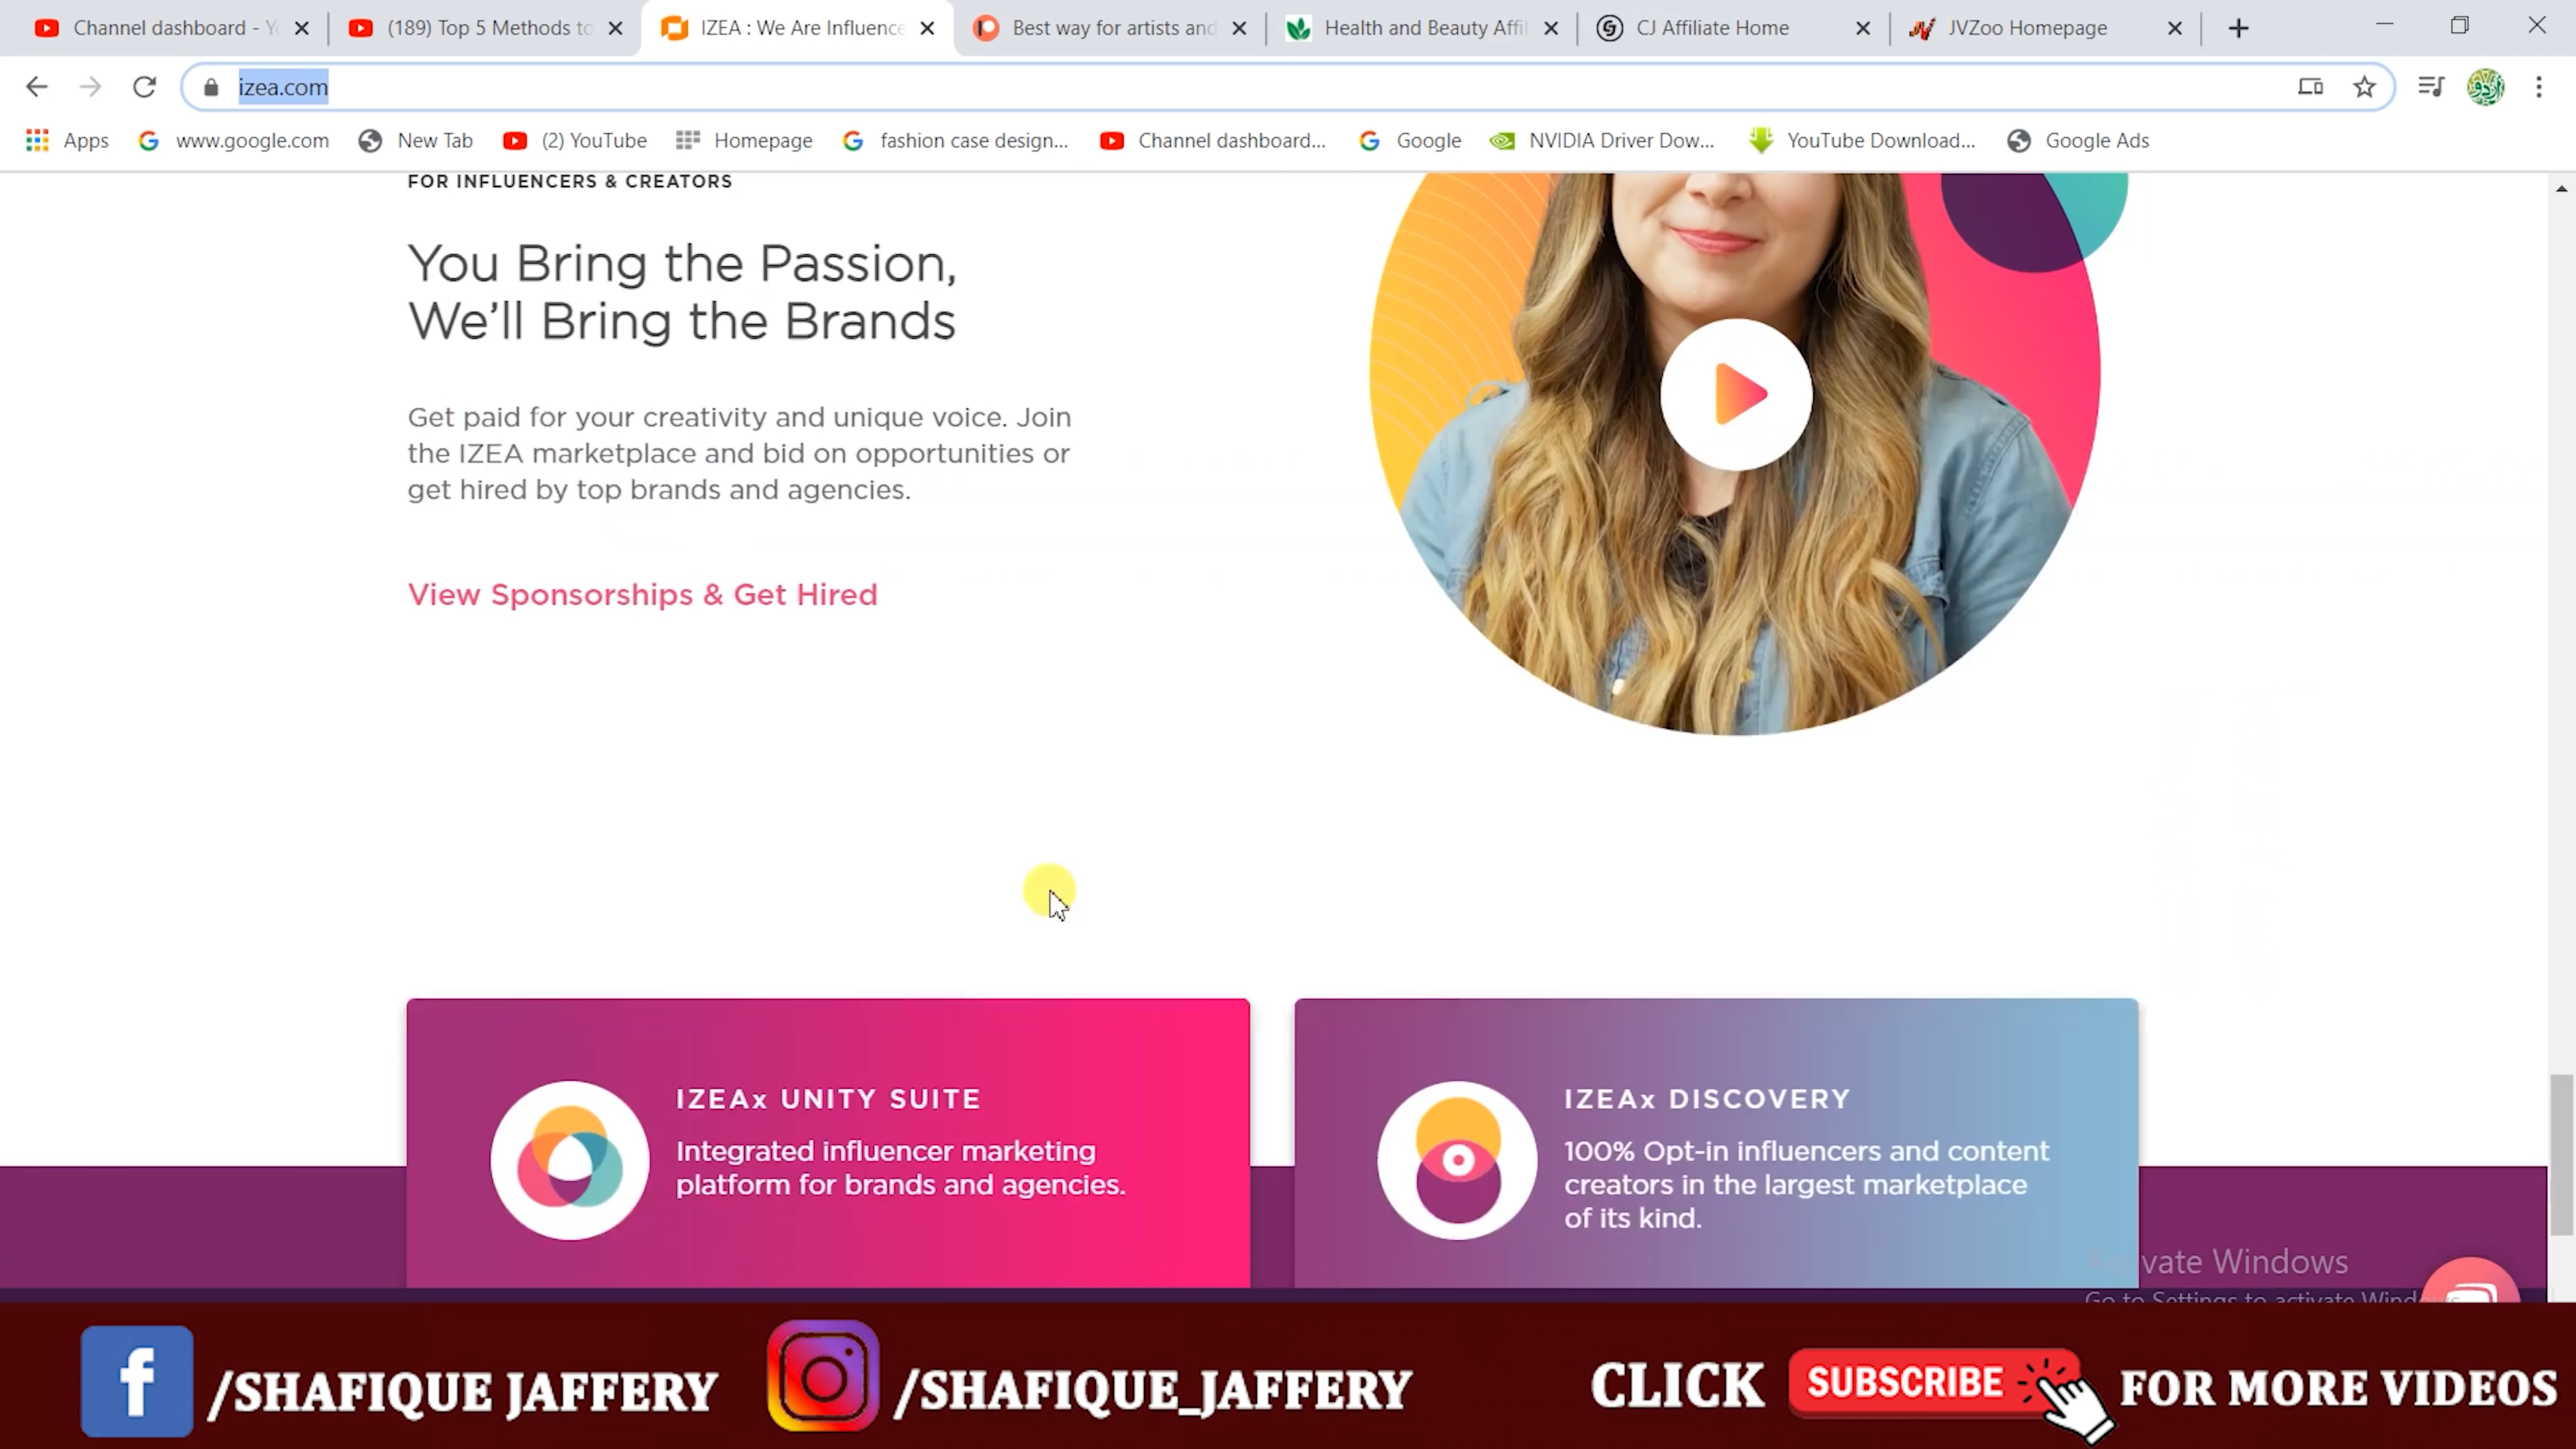 Channel dashboard - Y
(189) Top 5 Methods to
IZEA : We Are Influence
Best way for artists and
Health and Beauty Affil
CJ Affiliate Home
JVZoo Homepage
izea.com
Apps
www.google.com
New Tab
(2) YouTube
Homepage
fashion case design...
Channel dashboard...
Google
NVIDIA Driver Dow...
YouTube Download...
Google Ads
FOR INFLUENCERS & CREATORS
You Bring the Passion,
We'll Bring the Brands
Get paid for your creativity and unique voice. Join
the IZEA marketplace and bid on opportunities or
get hired by top brands and agencies.
View Sponsorships & Get Hired
IZEAx UNITY SUITE
Integrated influencer marketing
platform for brands and agencies.
IZEAx DISCOVERY
100% Opt-in influencers and content
creators in the largest marketplace
of its kind.
vate Windows
Go to Settings to activate Windows
f /SHAFIQUE JAFFERY
/SHAFIQUE_JAFFERY
CLICK SUBSCRIBE FOR MORE VIDEOS